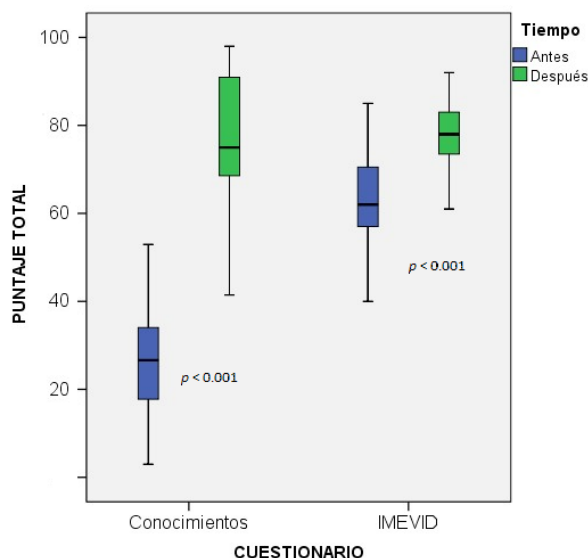 Tiempo
Antes
Después
PUNTAJE TOTAL
100
80
60
40
20
p < 0.001
p < 0.001
Conocimientos
IMEVID
CUESTIONARIO